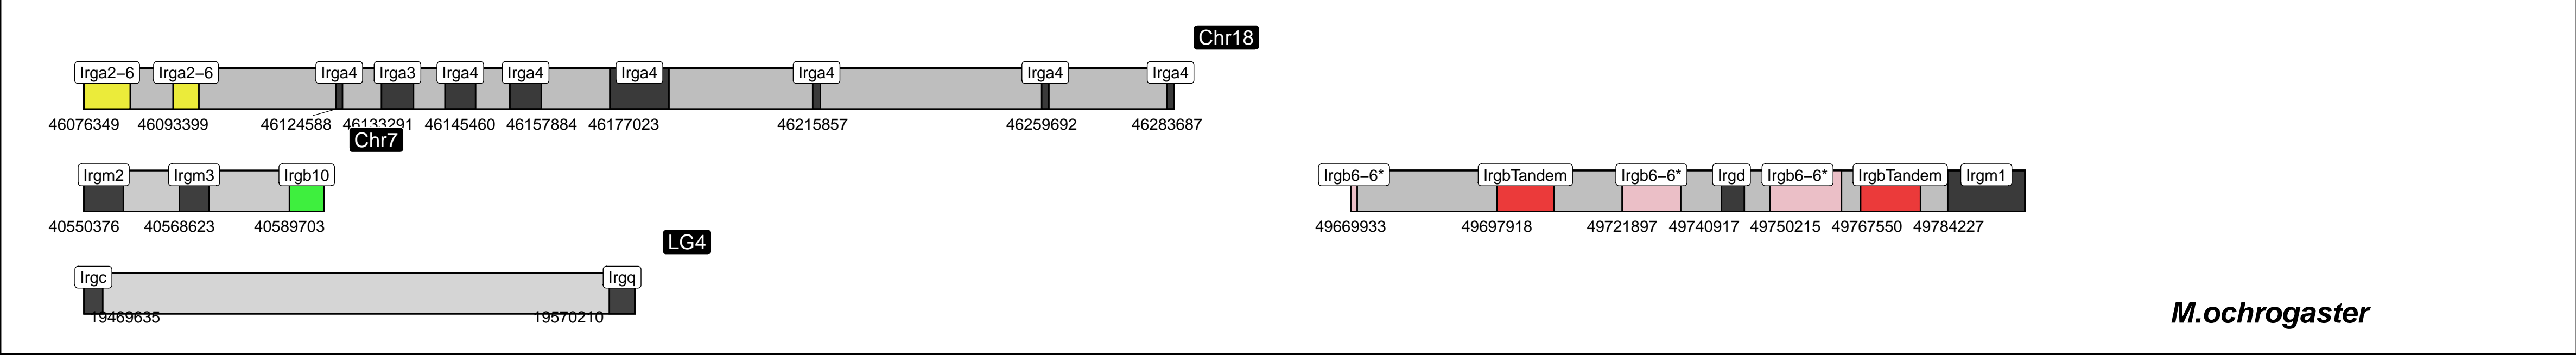 Chr18
Irga2−6 Irga2−6 Irga4 Irga3 Irga4 Irga4 Irga4 Irga4 Irga4 Irga4
46076349 46093399 46124588 46133291 46145460 46157884 46177023 46215857 46259692 46283687
Chr7
Irgm2 Irgm3 Irgb10 Irgb6−6* IrgbTandem Irgb6−6* Irgd Irgb6−6* IrgbTandem Irgm1
40550376 40568623 40589703 49669933 49697918 49721897 49740917 49750215 49767550 49784227
LG4
Irgc Irgq
19469635 19570210
M.ochrogaster